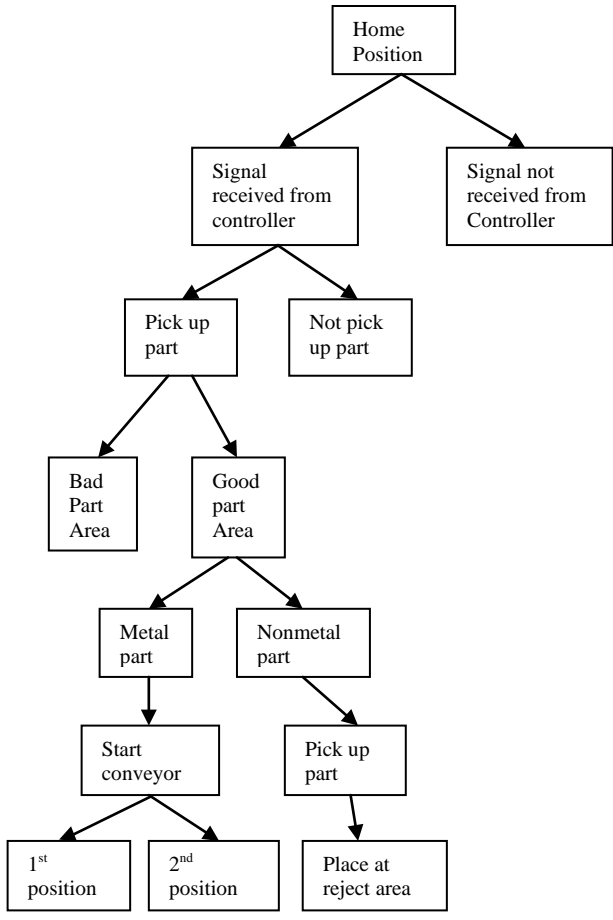 Home
Position
Signal
received from
controller
Signal not
received from
Controller
Pick up
part
Not pick
up part
Bad
Part
Area
Good
part
Area
Metal
part
Nonmetal
part
Start
conveyor
Pick up
part
1st
position
2nd
position
Place at
reject area